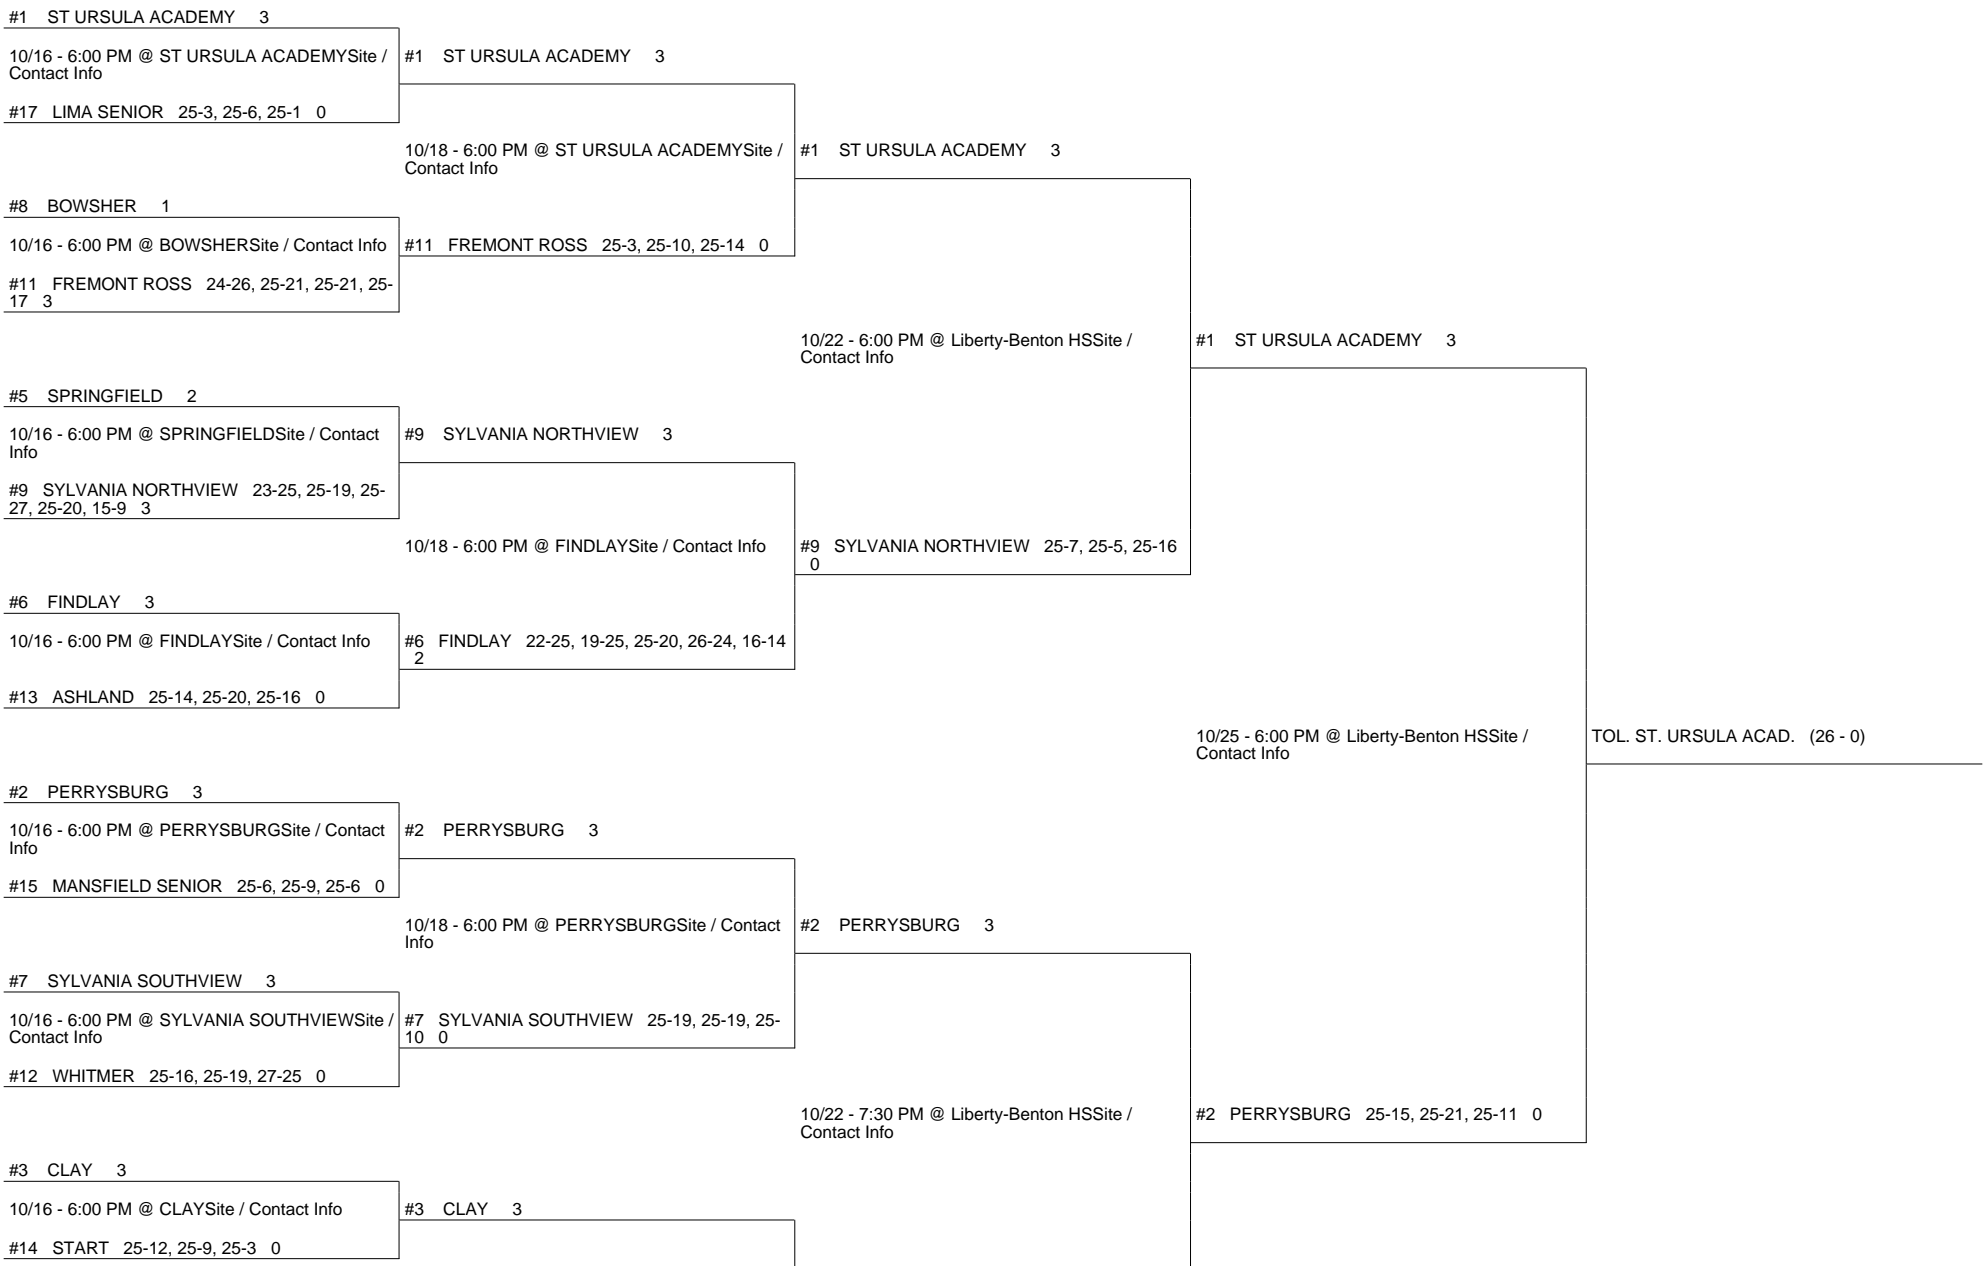 #1 ST URSULA ACADEMY 3
10/16 - 6:00 PM @ ST URSULA ACADEMYSite /
Contact Info
#17 LIMA SENIOR 25-3, 25-6, 25-1 0
#8 BOWSHER 1
10/16 - 6:00 PM @ BOWSHERSite / Contact Info
#11 FREMONT ROSS 24-26, 25-21, 25-21, 25-
17 3
#5 SPRINGFIELD 2
10/16 - 6:00 PM @ SPRINGFIELDSite / Contact
Info
#9 SYLVANIA NORTHVIEW 23-25, 25-19, 25-
27, 25-20, 15-9 3
#6 FINDLAY 3
10/16 - 6:00 PM @ FINDLAYSite / Contact Info
#13 ASHLAND 25-14, 25-20, 25-16 0
#2 PERRYSBURG 3
10/16 - 6:00 PM @ PERRYSBURGSite / Contact
Info
#15 MANSFIELD SENIOR 25-6, 25-9, 25-6 0
#7 SYLVANIA SOUTHVIEW 3
10/16 - 6:00 PM @ SYLVANIA SOUTHVIEWSite /
Contact Info
#12 WHITMER 25-16, 25-19, 27-25 0
#3 CLAY 3
10/16 - 6:00 PM @ CLAYSite / Contact Info
#14 START 25-12, 25-9, 25-3 0
#1 ST URSULA ACADEMY 3
10/18 - 6:00 PM @ ST URSULA ACADEMYSite /
Contact Info
#11 FREMONT ROSS 25-3, 25-10, 25-14 0
#9 SYLVANIA NORTHVIEW 3
10/18 - 6:00 PM @ FINDLAYSite / Contact Info
#6 FINDLAY 22-25, 19-25, 25-20, 26-24, 16-14
2
#2 PERRYSBURG 3
10/18 - 6:00 PM @ PERRYSBURGSite / Contact
Info
#7 SYLVANIA SOUTHVIEW 25-19, 25-19, 25-
10 0
#3 CLAY 3
#1 ST URSULA ACADEMY 3
10/22 - 6:00 PM @ Liberty-Benton HSSite /
Contact Info
#9 SYLVANIA NORTHVIEW 25-7, 25-5, 25-16
0
#2 PERRYSBURG 3
10/22 - 7:30 PM @ Liberty-Benton HSSite /
Contact Info
#1 ST URSULA ACADEMY 3
10/25 - 6:00 PM @ Liberty-Benton HSSite /
Contact Info
#2 PERRYSBURG 25-15, 25-21, 25-11 0
TOL. ST. URSULA ACAD. (26 - 0)